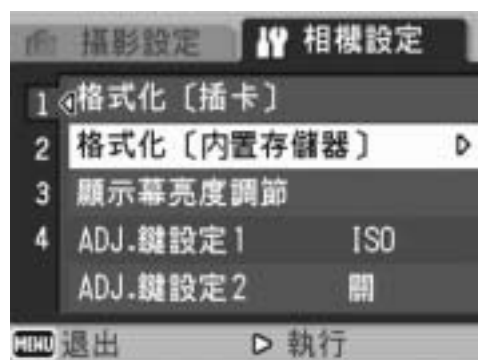 攝影設定 相機設定
1 格式化〔插卡〕
2 格式化〔内置存儲器〕
3 顯示幕亮度調節
4 ADJ.鍵設定1 ISO
ADJ.鍵設定2 關
MENU 退出 執行